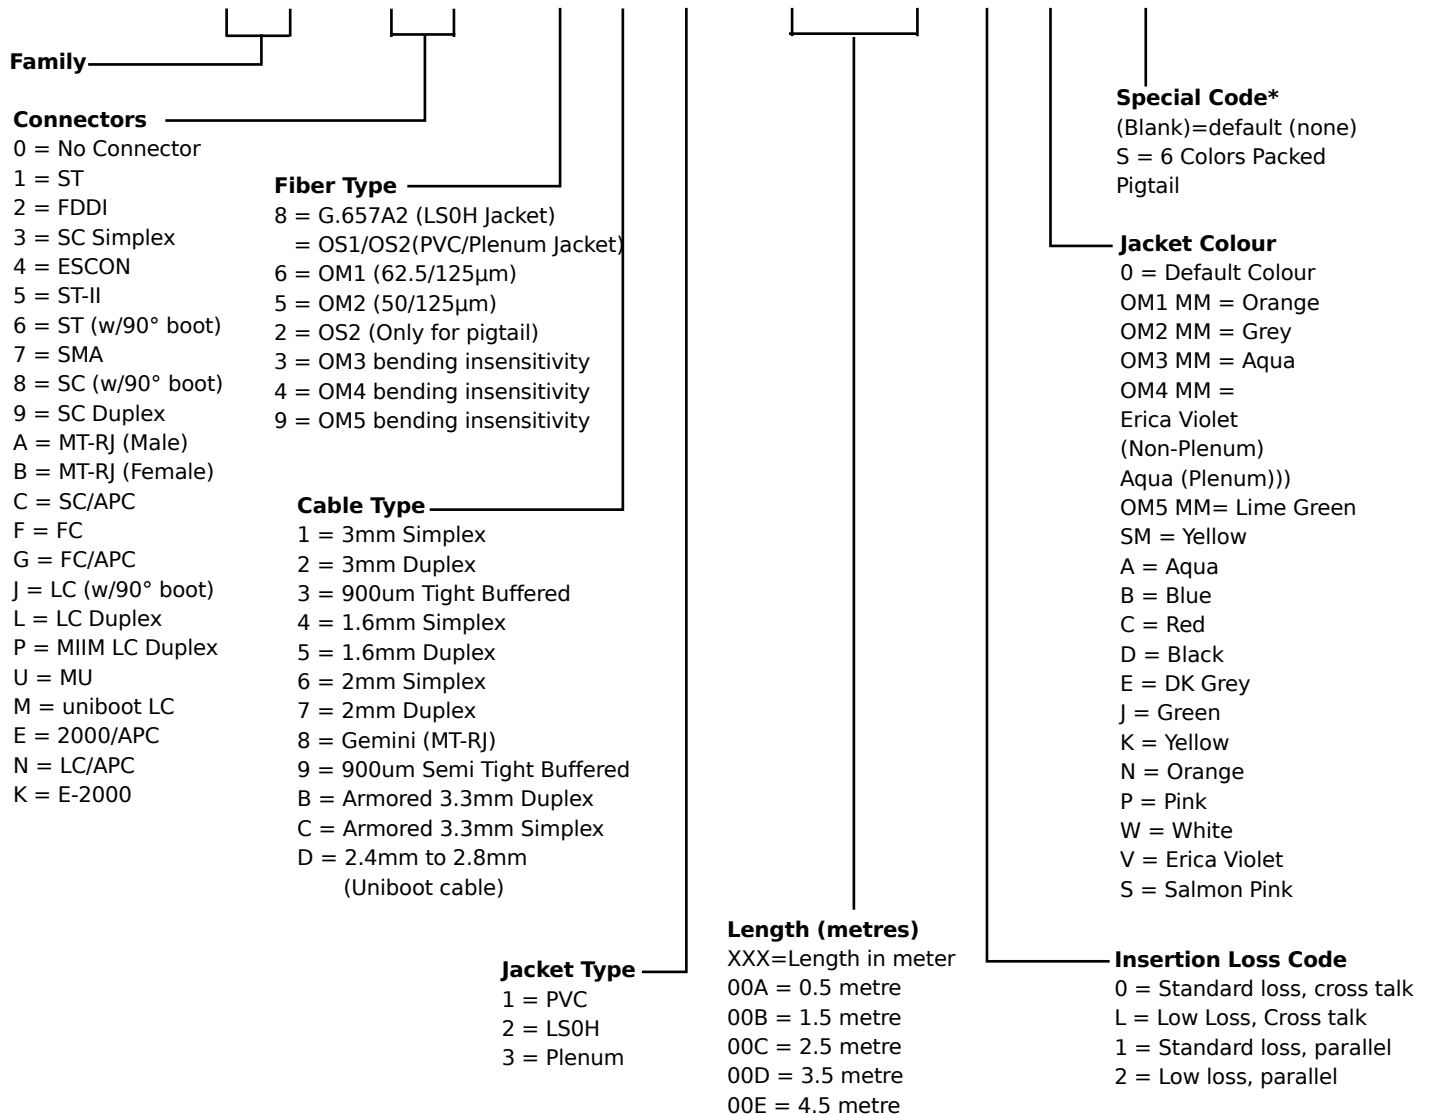 Family
Connectors
0 = No Connector
1 = ST
2 = FDDI
3 = SC Simplex
4 = ESCON
5 = ST-II
6 = ST (w/90° boot)
7 = SMA
8 = SC (w/90° boot)
9 = SC Duplex
A = MT-RJ (Male)
B = MT-RJ (Female)
C = SC/APC
F = FC
G = FC/APC
J = LC (w/90° boot)
L = LC Duplex
P = MIIM LC Duplex
U = MU
M = uniboot LC
E = 2000/APC
N = LC/APC
K = E-2000
Fiber Type
8 = G.657A2 (LS0H Jacket)
= OS1/OS2(PVC/Plenum Jacket)
6 = OM1 (62.5/125µm)
5 = OM2 (50/125µm)
2 = OS2 (Only for pigtail)
3 = OM3 bending insensitivity
4 = OM4 bending insensitivity
9 = OM5 bending insensitivity
Cable Type
1 = 3mm Simplex
2 = 3mm Duplex
3 = 900um Tight Buffered
4 = 1.6mm Simplex
5 = 1.6mm Duplex
6 = 2mm Simplex
7 = 2mm Duplex
8 = Gemini (MT-RJ)
9 = 900um Semi Tight Buffered
B = Armored 3.3mm Duplex
C = Armored 3.3mm Simplex
D = 2.4mm to 2.8mm
(Uniboot cable)
Jacket Type
1 = PVC
2 = LS0H
3 = Plenum
Length (metres)
XXX=Length in meter
00A = 0.5 metre
00B = 1.5 metre
00C = 2.5 metre
00D = 3.5 metre
00E = 4.5 metre
Special Code*
(Blank)=default (none)
S = 6 Colors Packed
Pigtail
Jacket Colour
0 = Default Colour
OM1 MM = Orange
OM2 MM = Grey
OM3 MM = Aqua
OM4 MM =
Erica Violet
(Non-Plenum)
Aqua (Plenum)))
OM5 MM= Lime Green
SM = Yellow
A = Aqua
B = Blue
C = Red
D = Black
E = DK Grey
J = Green
K = Yellow
N = Orange
P = Pink
W = White
V = Erica Violet
S = Salmon Pink
Insertion Loss Code
0 = Standard loss, cross talk
L = Low Loss, Cross talk
1 = Standard loss, parallel
2 = Low loss, parallel